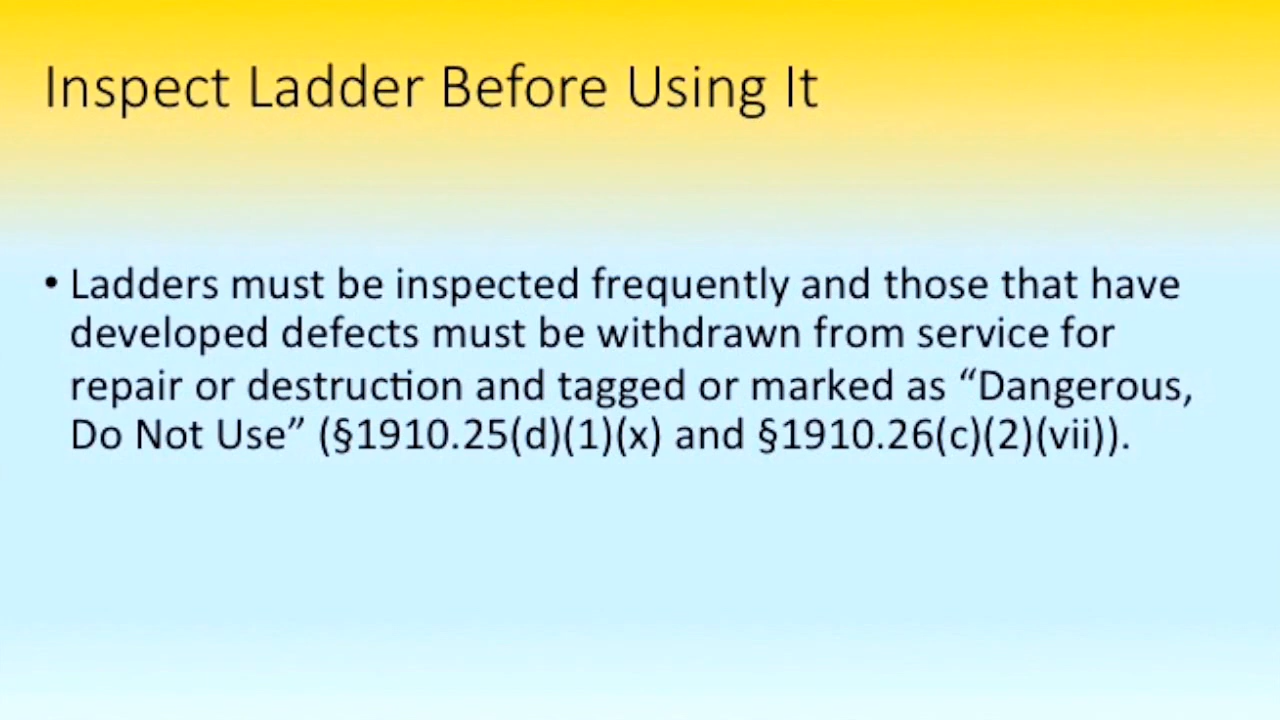 Inspect Ladder Before Using It
• Ladders must be inspected frequently and those that have
developed defects must be withdrawn from service for
repair or destruction and tagged or marked as “Dangerous,
Do Not Use” (§1910.25(d)(1)(x) and §1910.26(c)(2)(vii)).